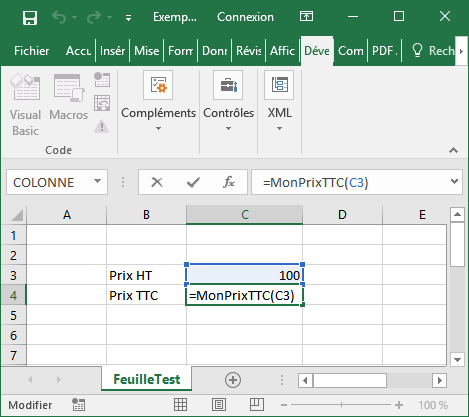 Exemp... Connexion
Fichier Accu Insér Mise Form Donr Révis Affic Déve Com PDF . Rech
Visual Basic Macros Compléments Contrôles XML
Code
COLONNE fx =MonPrixTTC(C3)
A B C D E
1
2
3 Prix HT 100
4 Prix TTC =MonPrixTTC(C3)
5
6
7
FeuilleTest
Modifier 100 %